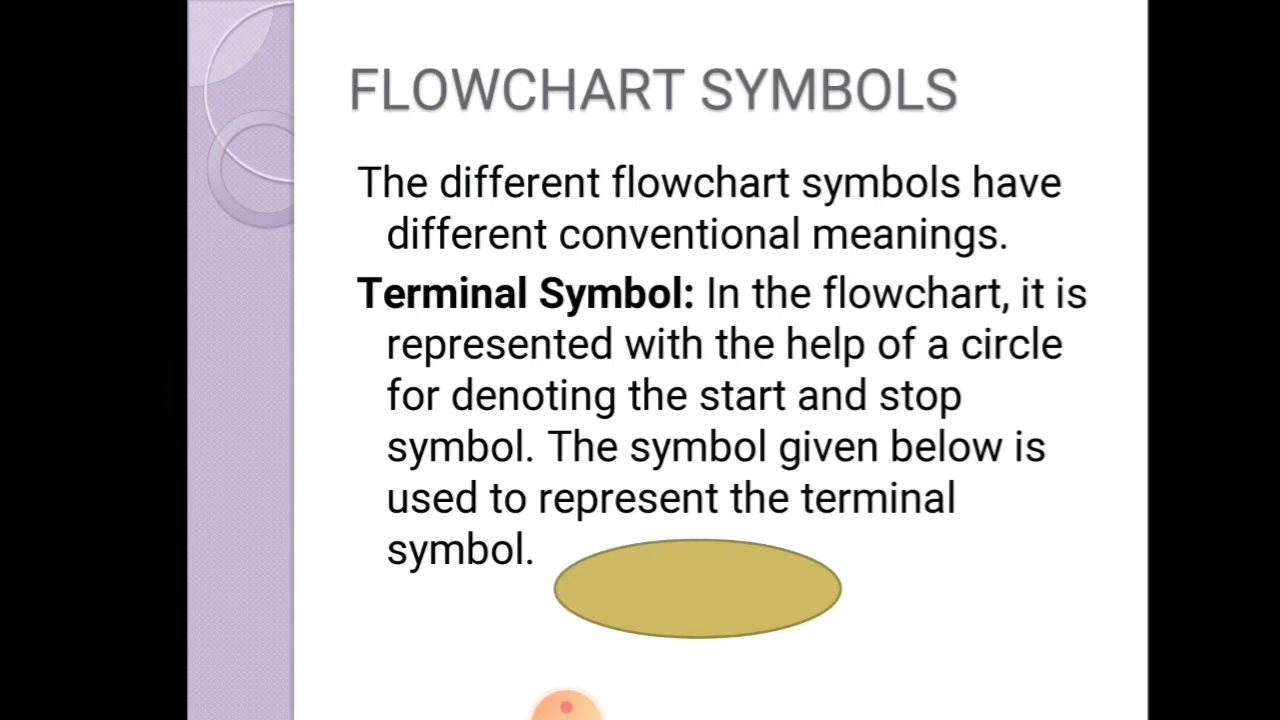 FLOWCHART SYMBOLS
The different flowchart symbols have
different conventional meanings.
Terminal Symbol: In the flowchart, it is
represented with the help of a circle
for denoting the start and stop
symbol. The symbol given below is
used to represent the terminal
symbol.